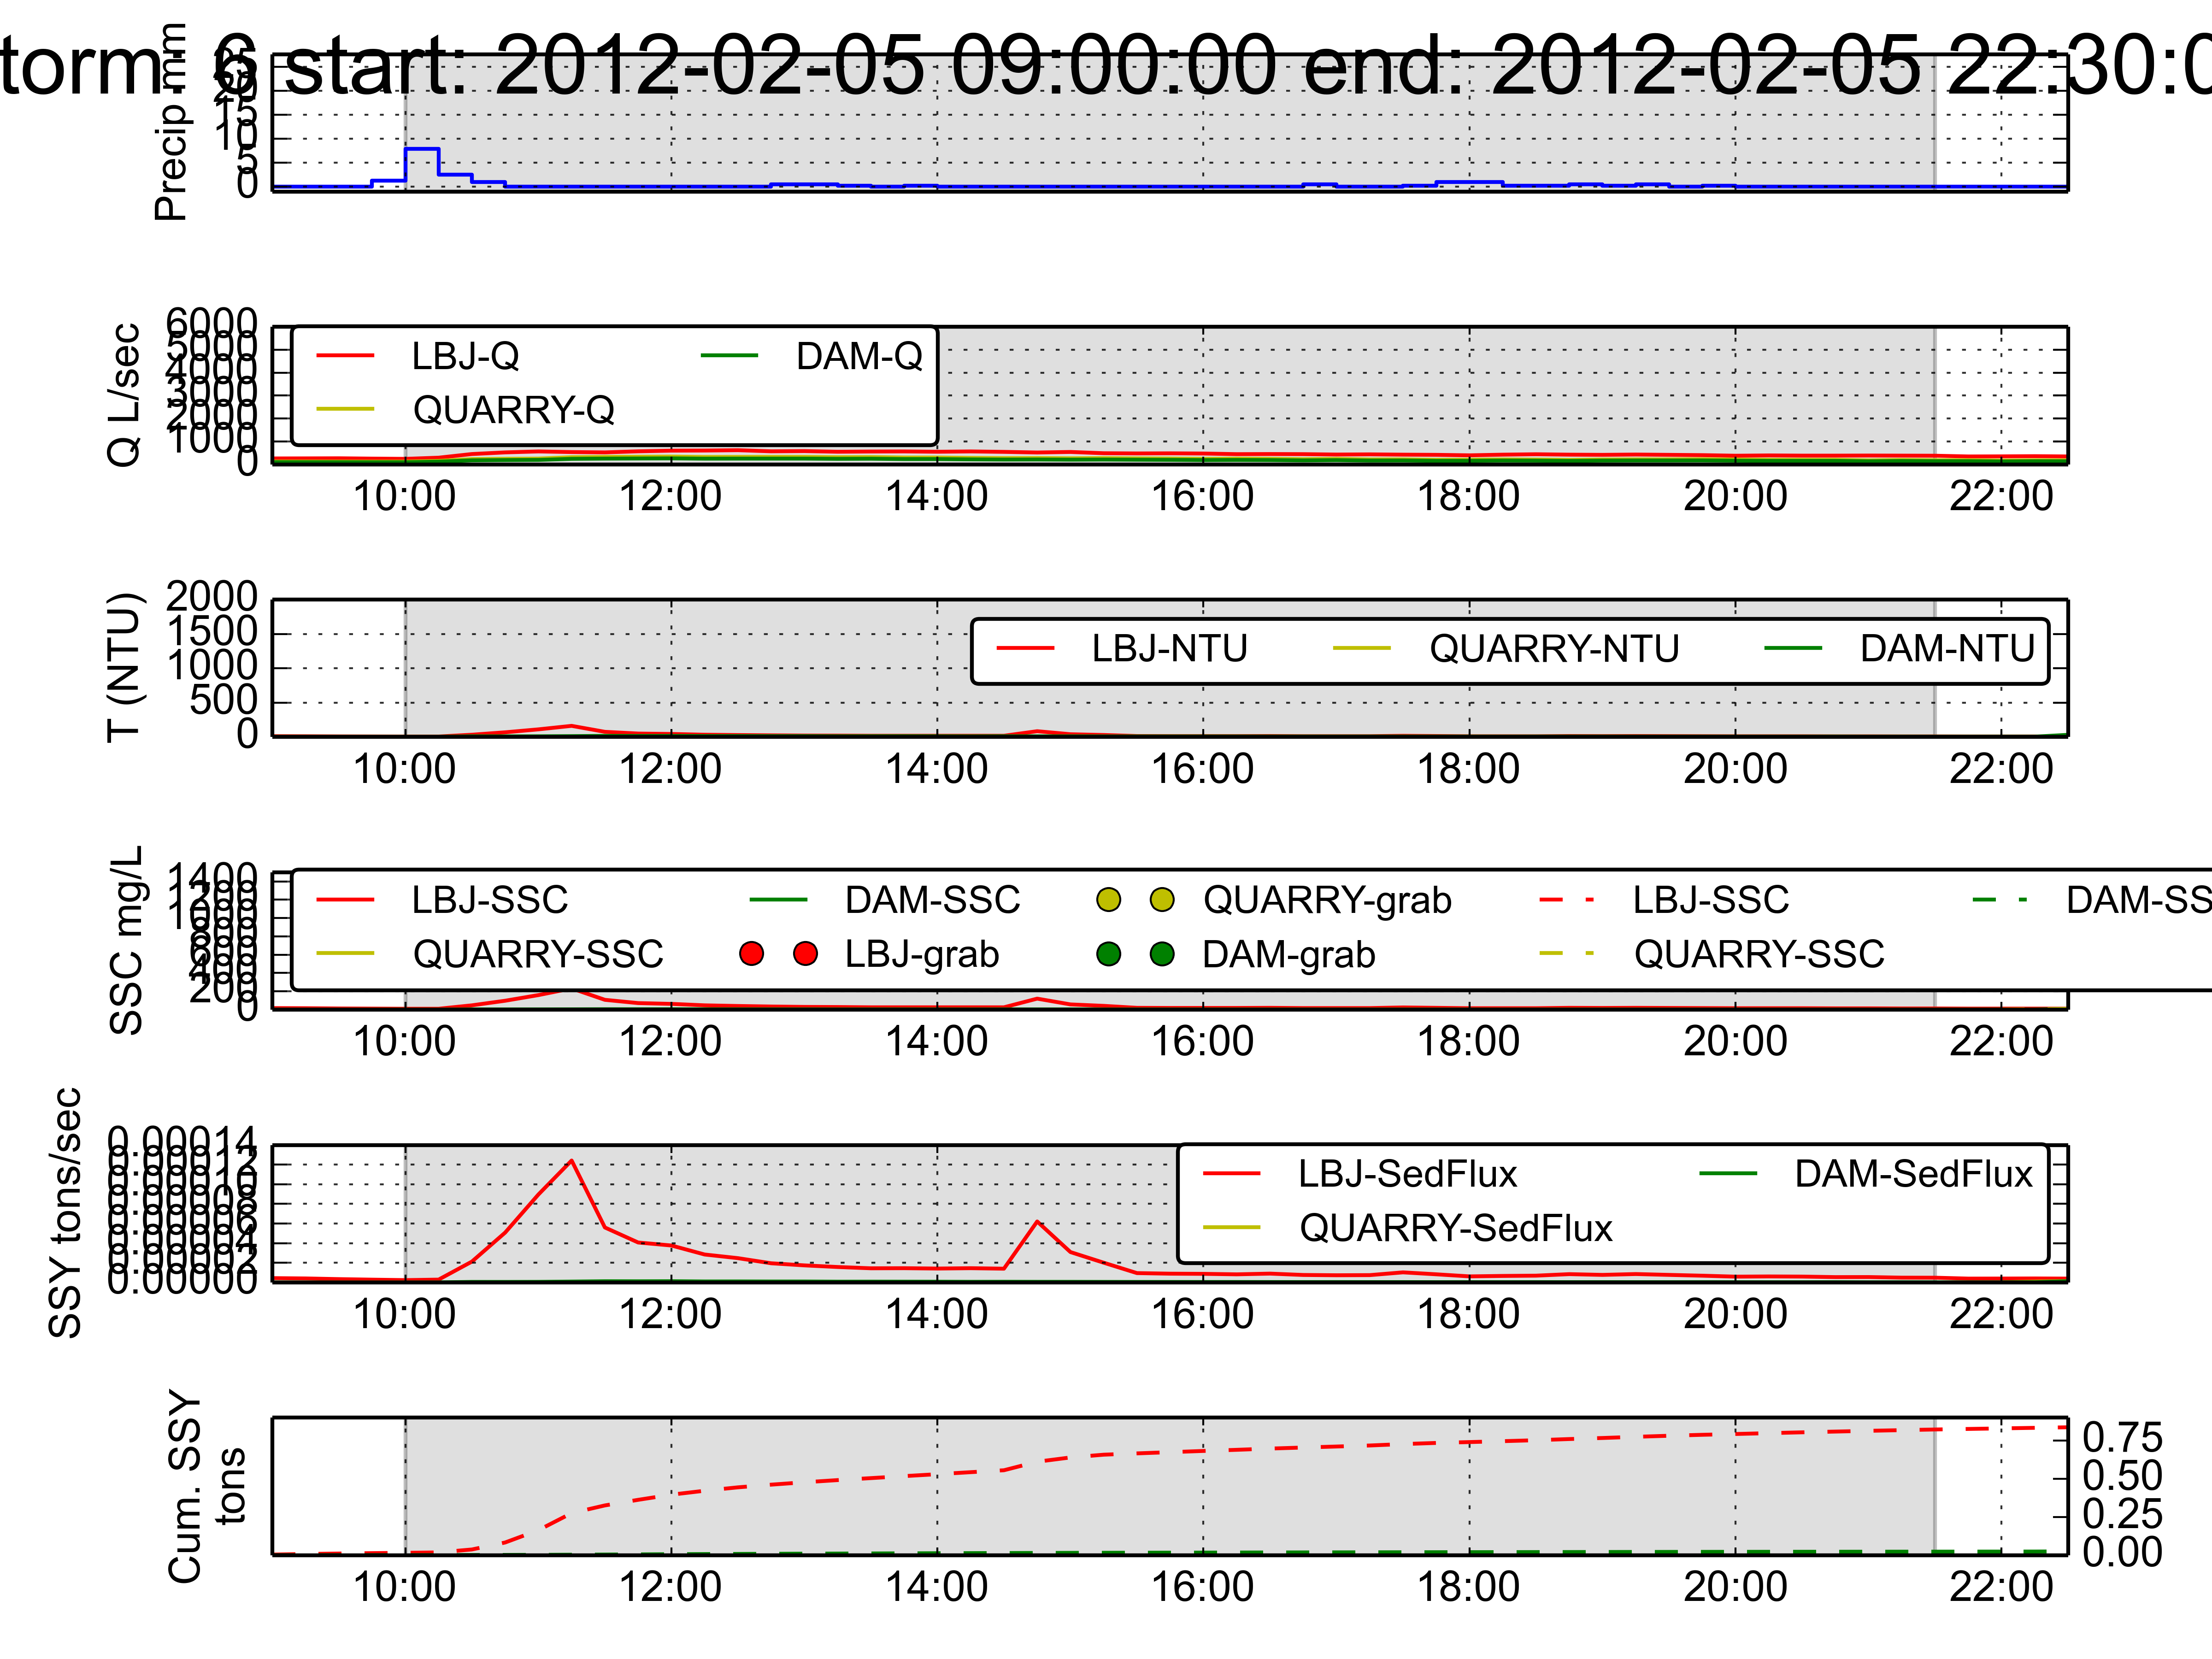 torm: 6 start: 2012-02-05 09:00:00 end: 2012-02-05 22:30:0
Precip mm
25
20
15
10
5
0
Q L/sec
6000
5000
4000
3000
2000
1000
0
LBJ-Q
DAM-Q
QUARRY-Q
10:00 12:00 14:00 16:00 18:00 20:00 22:00
T (NTU)
2000
1500
1000
500
0
LBJ-NTU QUARRY-NTU DAM-NTU
10:00 12:00 14:00 16:00 18:00 20:00 22:00
SSC mg/L
1400
1200
1000
800
600
400
200
0
LBJ-SSC DAM-SSC QUARRY-grab LBJ-SSC DAM-SS
QUARRY-SSC LBJ-grab DAM-grab QUARRY-SSC
10:00 12:00 14:00 16:00 18:00 20:00 22:00
SSY tons/sec
0.00014
0.00012
0.00010
0.00008
0.00006
0.00004
0.00002
0.00000
LBJ-SedFlux DAM-SedFlux
QUARRY-SedFlux
10:00 12:00 14:00 16:00 18:00 20:00 22:00
Cum. SSY
tons
0.75
0.50
0.25
0.00
10:00 12:00 14:00 16:00 18:00 20:00 22:00